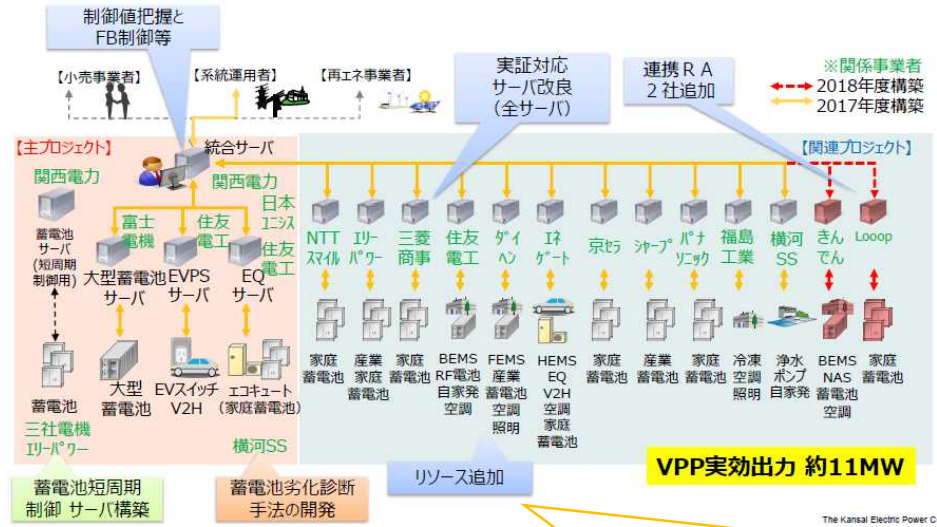 制御値把握と
FB制御等
【小売事業者】
【系統運用者】
【再エネ事業者】
実証対応
サーバ改良
(全サーバ)
連携RA
2社追加
※関係事業者
2018年度構築
2017年度構築
【主プロジェクト】
統合サーバ
【関連プロジェクト】
関西電力
関西電力
日本
ユニシス
蓄電池
サーバ
(短周期
制御用)
富士
電機
大型蓄電池
サーバ
住友
電工
EVPS
サーバ
住友
電工
EQ
サーバ
NTT
スマイル
エリー
パワー
三菱
商事
住友
電工
ダイ
ヘン
エネ
ゲート
京セラ
シャープ
パナ
ソニック
福島
工業
横河
SS
きん
でん
Looop
蓄電池
三社電機
エリーパワー
大型
蓄電池
EVスイッチ
V2H
エコキュート
(家庭蓄電池)
横河SS
家庭
蓄電池
産業
家庭
蓄電池
家庭
蓄電池
BEMS
RF電池
自家発
空調
FEMS
産業
蓄電池
空調
照明
HEMS
EQ
V2H
空調
家庭
蓄電池
家庭
蓄電池
産業
蓄電池
家庭
蓄電池
冷凍
空調
照明
浄水
ポンプ
自家発
BEMS
NAS
蓄電池
空調
家庭
蓄電池
蓄電池短周期
制御 サーバ構築
蓄電池劣化診断
手法の開発
リソース追加
VPP実効出力 約11MW
The Kansai Electric Power C